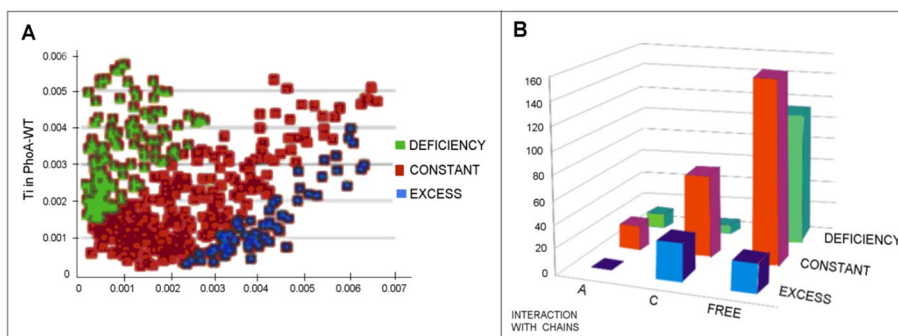 A
0.006
0.005
0.004
0.003
0.002
0.001
0
Ti in PhoA-WT
0 0.001 0.002 0.003 0.004 0.005 0.006 0.007
DEFICIENCY
CONSTANT
EXCESS
B
160
140
120
100
80
60
40
20
0
A
C
FREE
DEFICIENCY
CONSTANT
EXCESS
INTERACTION
WITH CHAINS